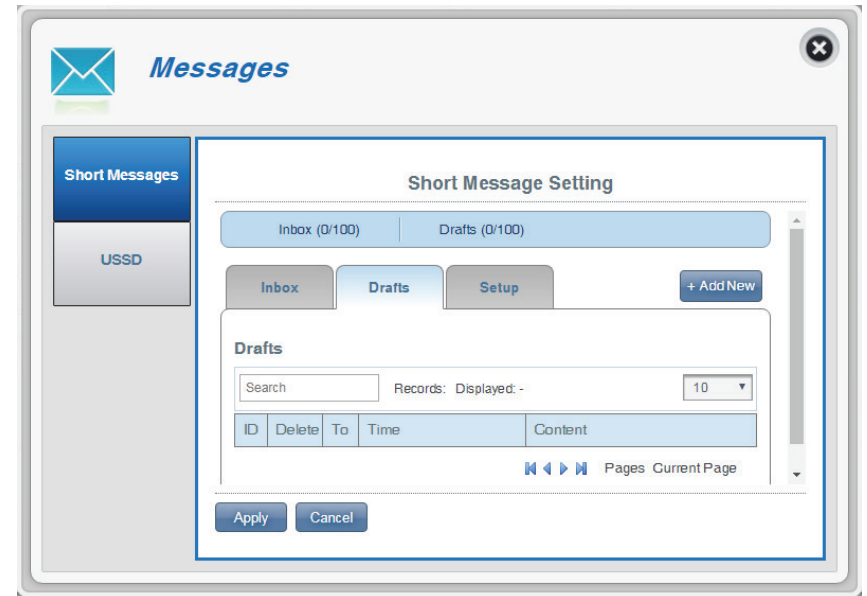 Messages
Short Messages
USSD
Short Message Setting
Inbox (0/100) Drafts (0/100)
Inbox Drafts Setup + Add New
Drafts
Search Records: Displayed: - 10
ID Delete To Time Content
Pages Current Page
Apply Cancel